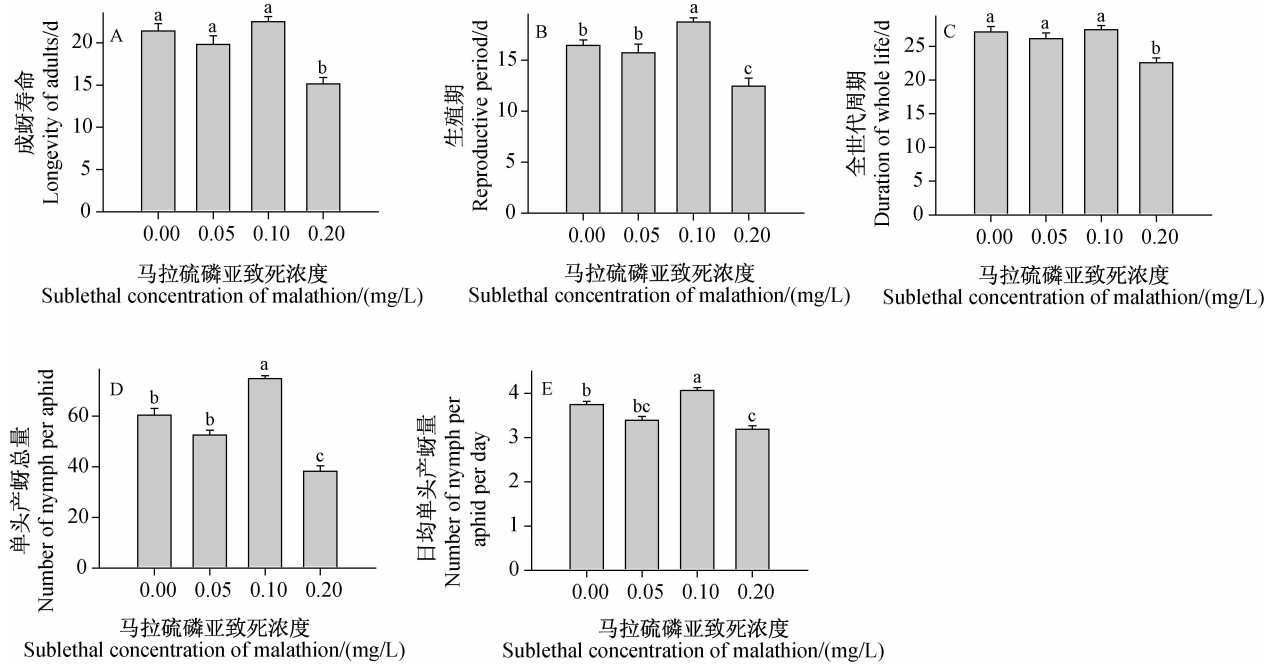 A
成蚜寿命
Longevity of adults/d
20
15
10
5
0
a
a
a
b
0.00 0.05 0.10 0.20
马拉硫磷亚致死浓度
Sublethal concentration of malathion/(mg/L)
B
生殖期
Reproductive period/d
15
10
5
0
b
b
a
c
0.00 0.05 0.10 0.20
马拉硫磷亚致死浓度
Sublethal concentration of malathion/(mg/L)
C
全世代周期
Duration of whole life/d
25
20
15
10
5
0
a
a
a
b
0.00 0.05 0.10 0.20
马拉硫磷亚致死浓度
Sublethal concentration of malathion/(mg/L)
D
单头产蚜总量
Number of nymph per aphid
60
40
20
0
b
b
a
c
0.00 0.05 0.10 0.20
马拉硫磷亚致死浓度
Sublethal concentration of malathion/(mg/L)
E
日均单头产蚜量
Number of nymph per
aphid per day
4
3
2
1
0
b
bc
a
c
0.00 0.05 0.10 0.20
马拉硫磷亚致死浓度
Sublethal concentration of malathion/(mg/L)